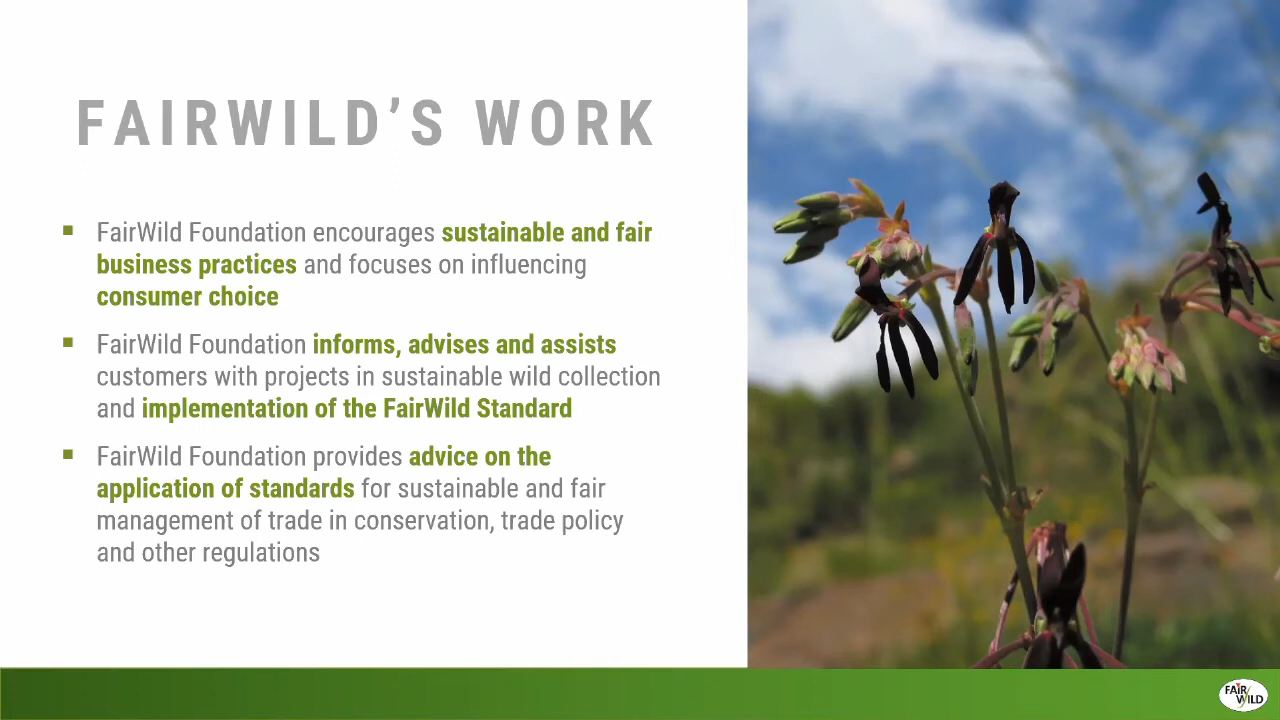 FAIRWILD’S WORK
▪ FairWild Foundation encourages sustainable and fair
business practices and focuses on influencing
consumer choice
▪ FairWild Foundation informs, advises and assists
customers with projects in sustainable wild collection
and implementation of the FairWild Standard
▪ FairWild Foundation provides advice on the
application of standards for sustainable and fair
management of trade in conservation, trade policy
and other regulations
FAIR
WILD